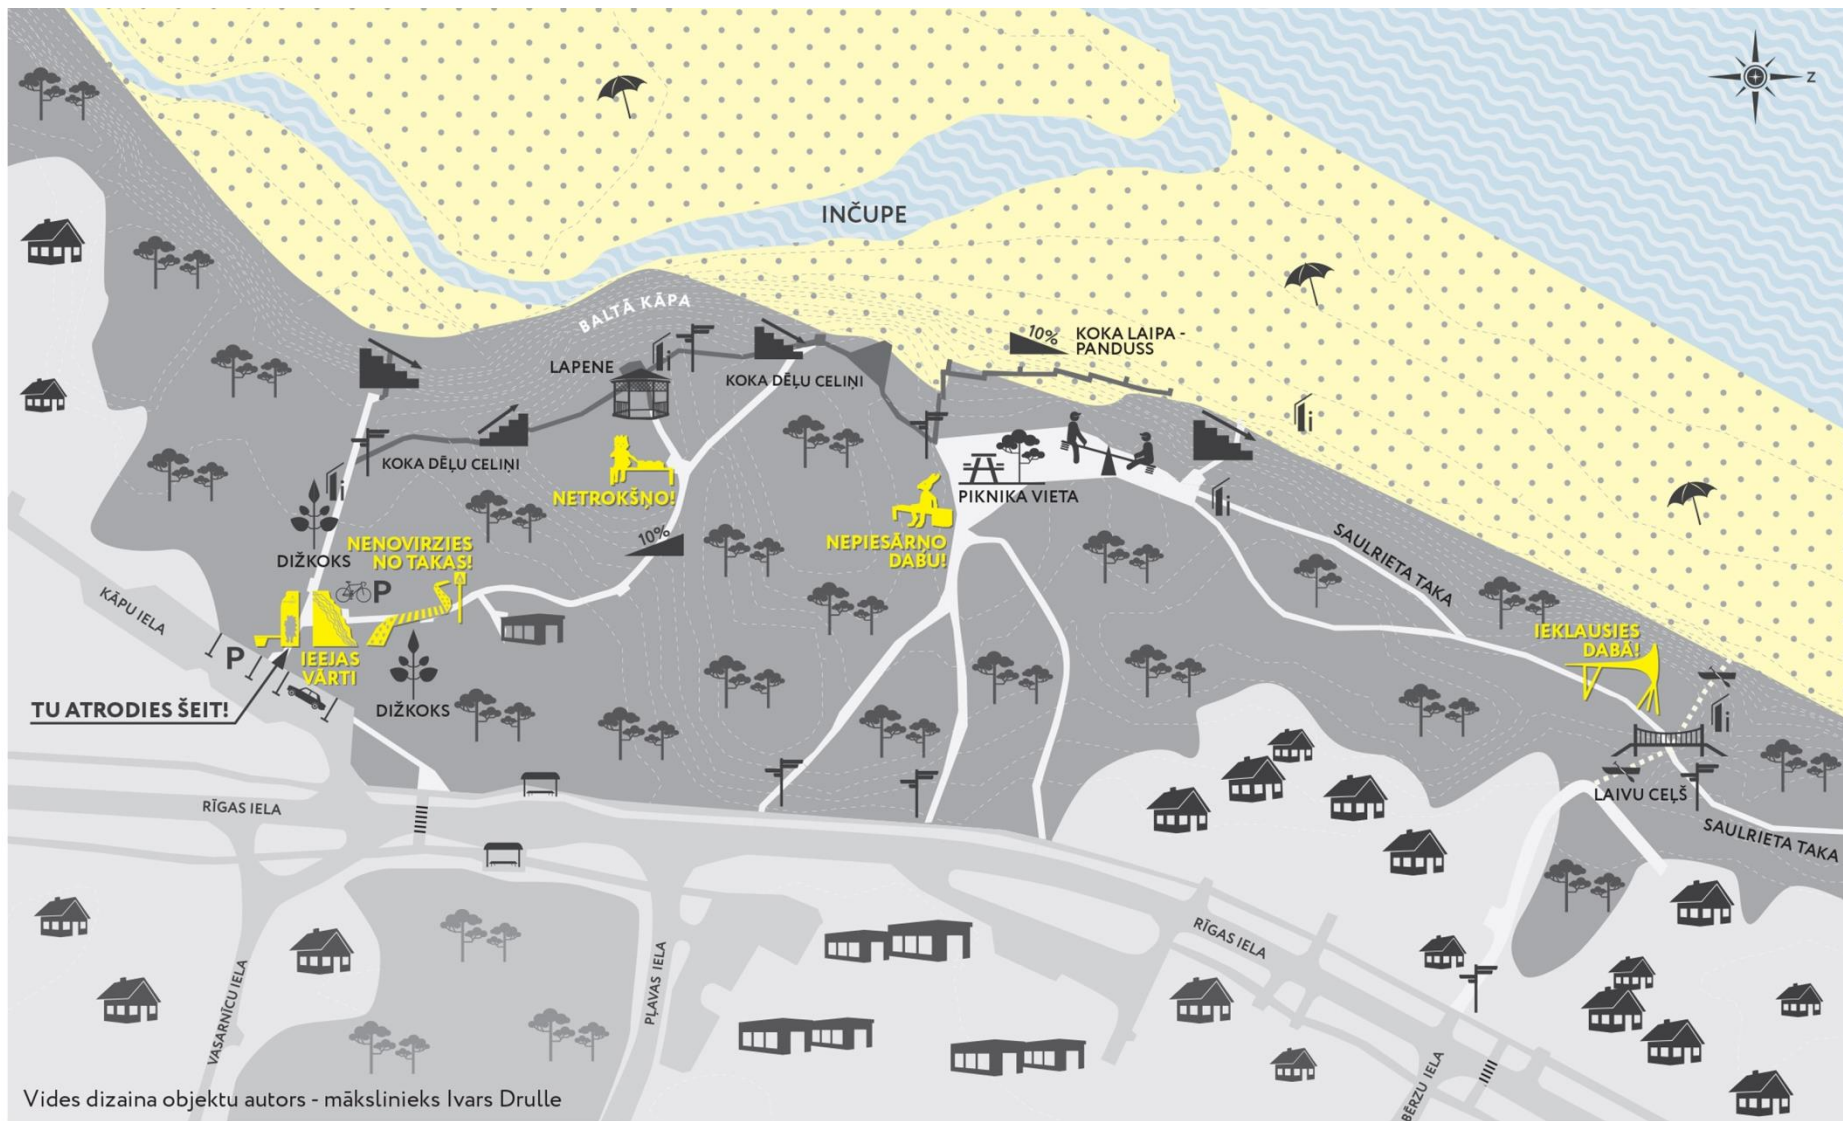 Z
INČUPE
BALTĀ KĀPA
10%
KOKA LAIPA -
PANDUSS
LAPENE
i
KOKA DĒĻU CELIŅI
i
KOKA DĒĻU CELIŅI
NETROKŠŅO!
i
PIKNIKA VIETA
i
i
DIŽKOKS
NENOVIRZIES
NO TAKAS!
10%
NEPIESĀRŅO
DABU!
SAULRIETA TAKA
KĀPU IELA
P
P
IEEJAS
VĀRTI
IEKLAUSIES
DABĀ!
TU ATRODIES ŠEIT!
DIŽKOKS
i
LAIVU CEĻŠ
RĪGAS IELA
SAULRIETA TAKA
RĪGAS IELA
VASARNĪCU IELA
PĻAVAS IELA
BĒRZU IELA
Vides dizaina objektu autors - mākslinieks Ivars Drulle